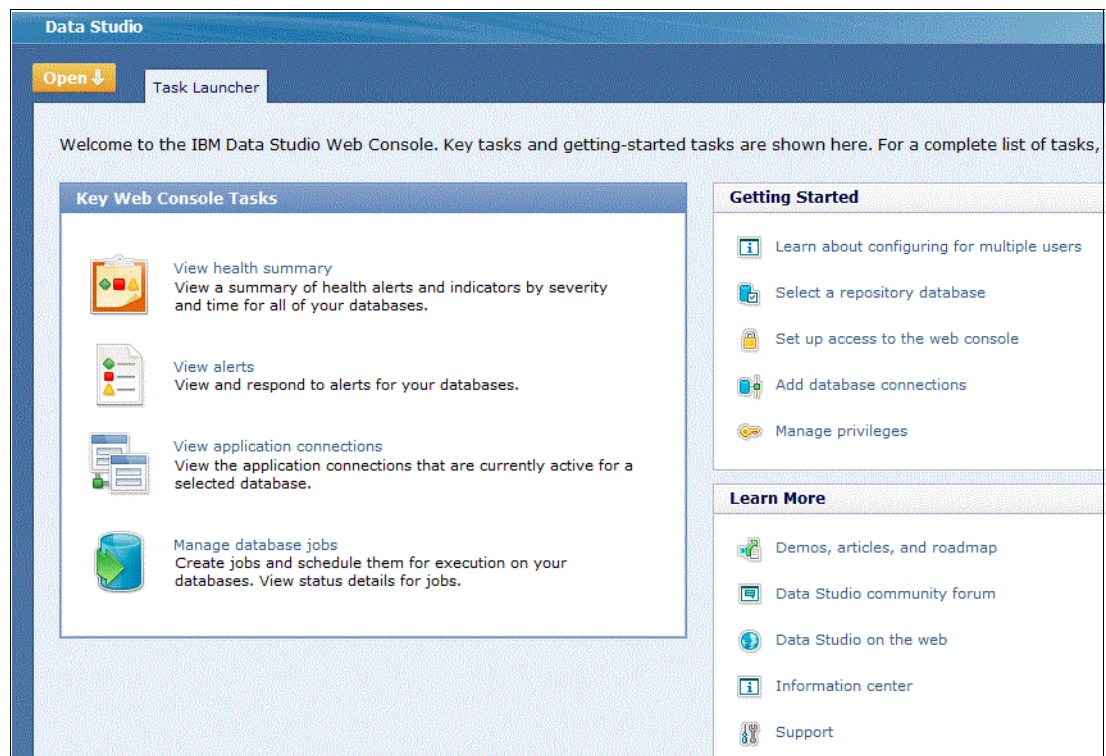 Data Studio
Open
Task Launcher
Welcome to the IBM Data Studio Web Console. Key tasks and getting-started tasks are shown here. For a complete list of tasks,
Key Web Console Tasks
View health summary
View a summary of health alerts and indicators by severity
and time for all of your databases.
View alerts
View and respond to alerts for your databases.
View application connections
View the application connections that are currently active for a
selected database.
Manage database jobs
Create jobs and schedule them for execution on your
databases. View status details for jobs.
Getting Started
Learn about configuring for multiple users
Select a repository database
Set up access to the web console
Add database connections
Manage privileges
Learn More
Demos, articles, and roadmap
Data Studio community forum
Data Studio on the web
Information center
Support